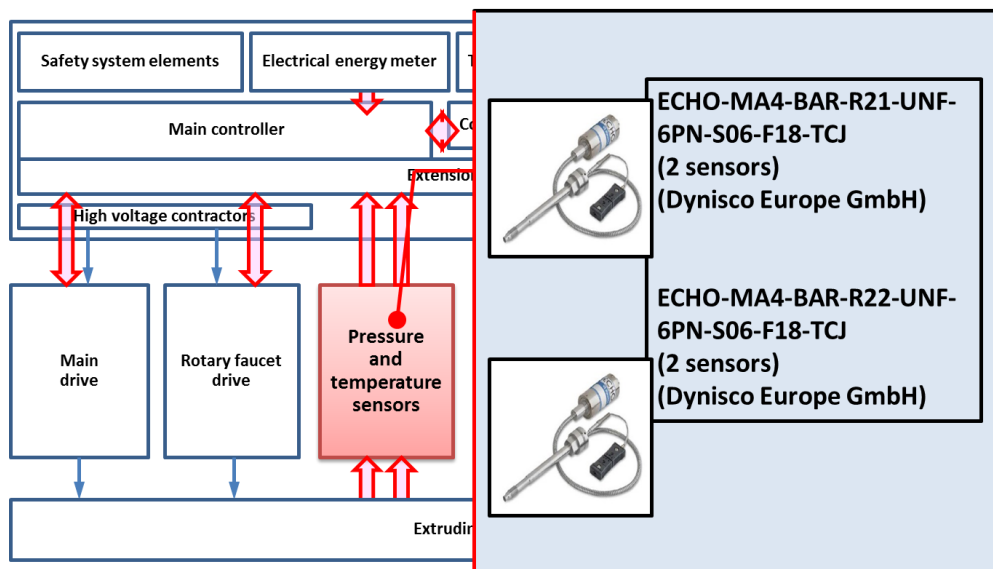 Safety system elements
Electrical energy meter
Main controller
Extension
High voltage contractors
Main
drive
Rotary faucet
drive
Pressure
and
temperature
sensors
ECHO-MA4-BAR-R21-UNF-
6PN-S06-F18-TCJ
(2 sensors)
(Dynisco Europe GmbH)
ECHO-MA4-BAR-R22-UNF-
6PN-S06-F18-TCJ
(2 sensors)
(Dynisco Europe GmbH)